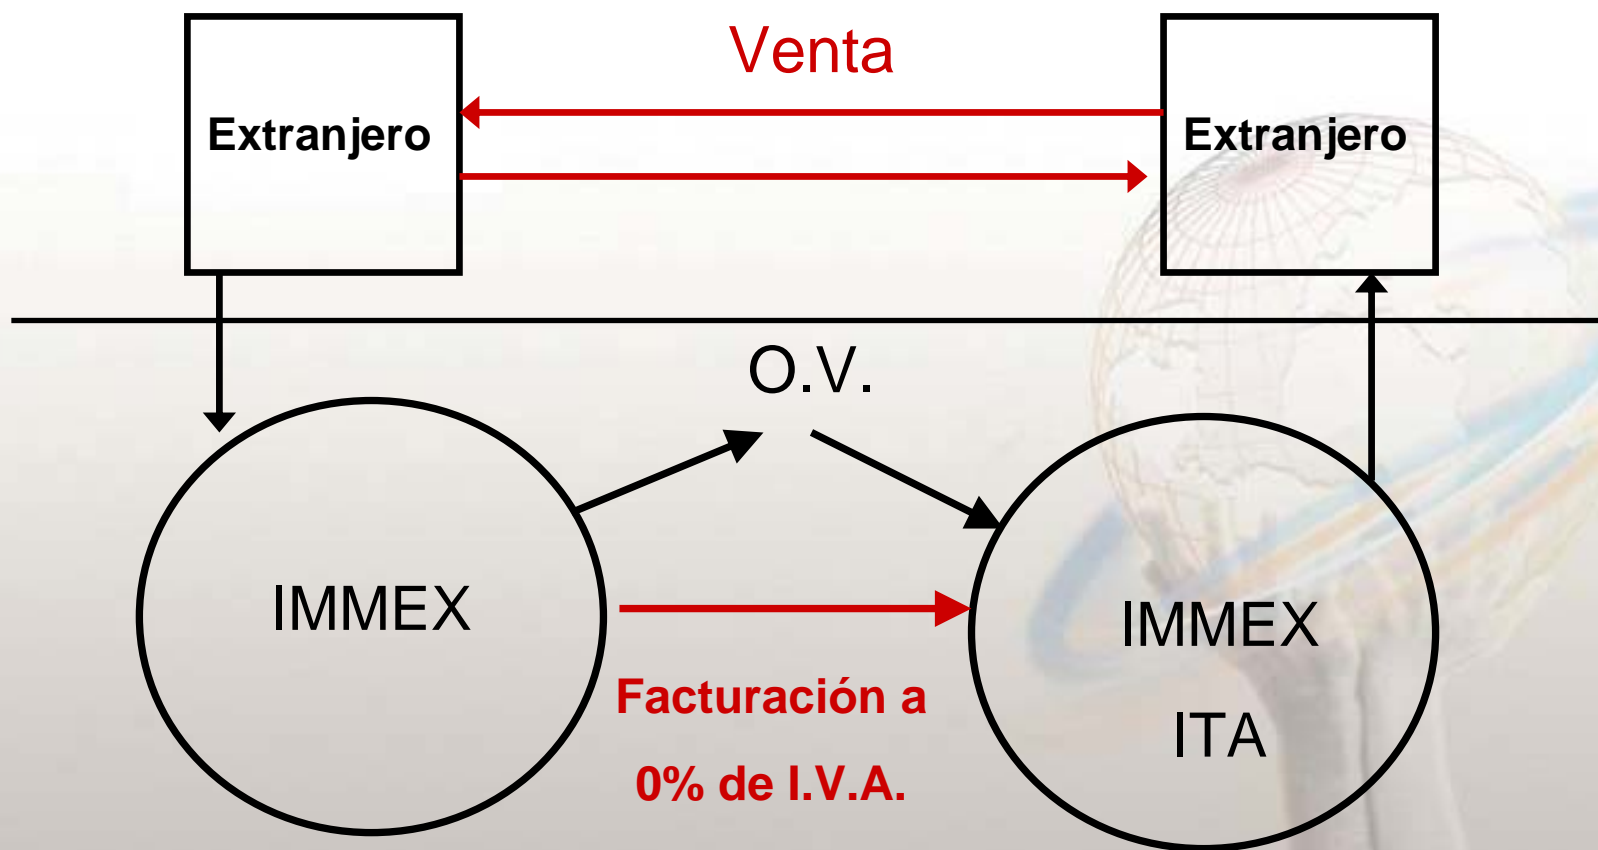 Venta
Extranjero
Extranjero
O.V.
IMMEX
IMMEX
ITA
Facturación a
0% de I.V.A.